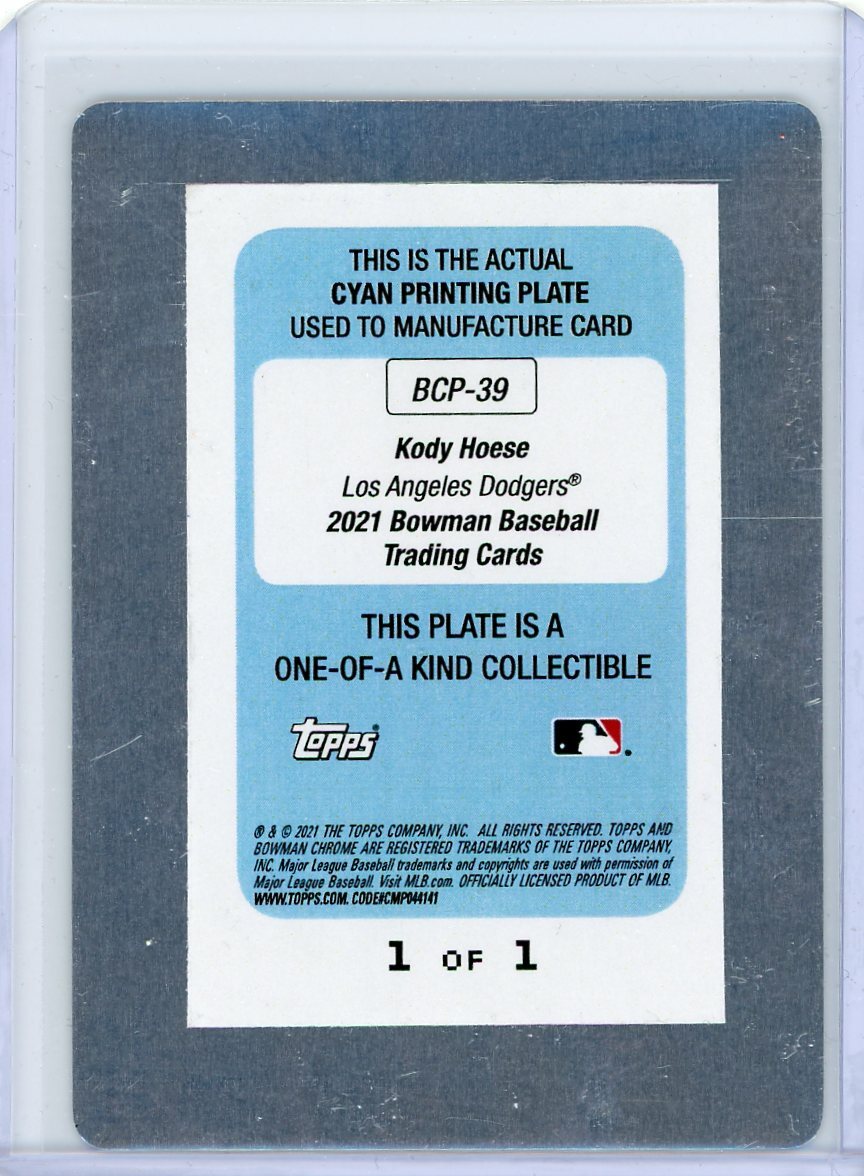 THIS IS THE ACTUAL
CYAN PRINTING PLATE
USED TO MANUFACTURE CARD
BCP-39
Kody Hoese
Los Angeles Dodgers®
2021 Bowman Baseball
Trading Cards
THIS PLATE IS A
ONE-OF-A KIND COLLECTIBLE
topps®
® & © 2021 THE TOPPS COMPANY, INC. ALL RIGHTS RESERVED. TOPPS AND
BOWMAN CHROME ARE REGISTERED TRADEMARKS OF THE TOPPS COMPANY,
INC. Major League Baseball trademarks and copyrights are used with permission of
Major League Baseball. Visit MLB.com. OFFICIALLY LICENSED PRODUCT OF MLB.
WWW.TOPPS.COM. CODE#CMP044141
1 OF 1